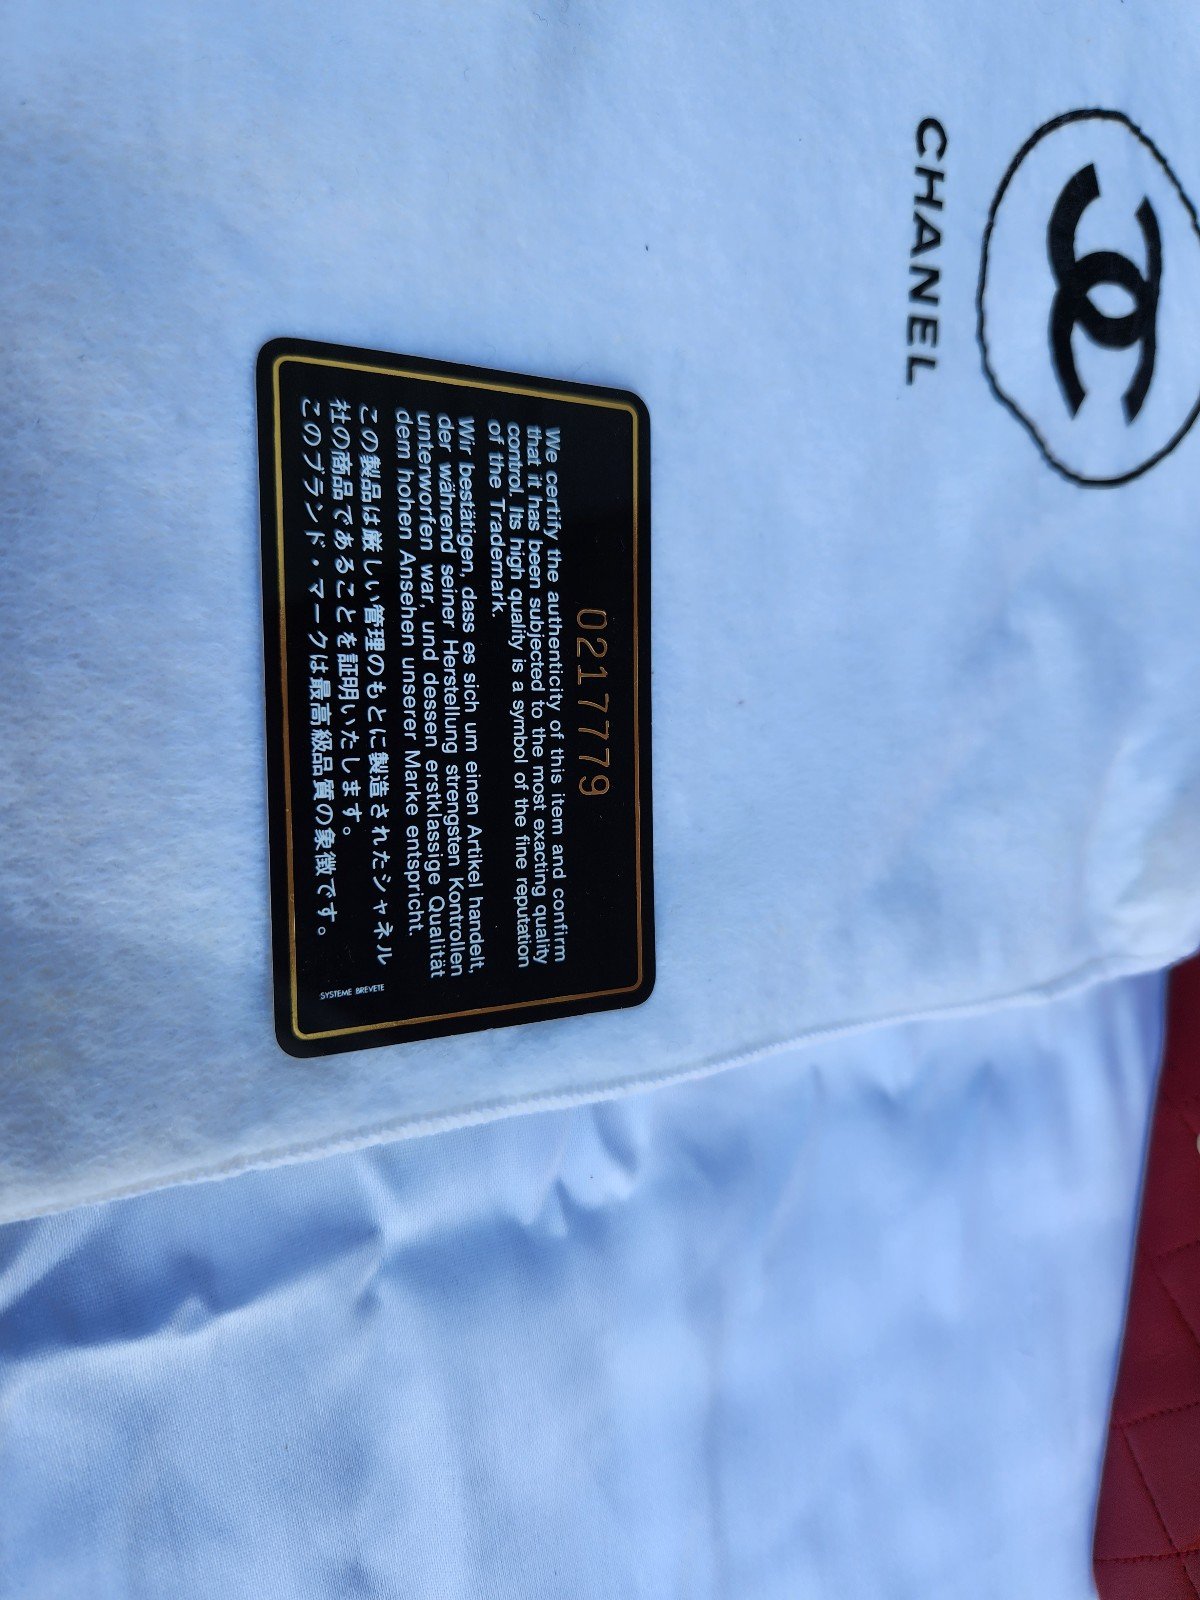 CHANEL
0217779
We certify the authenticity of this item and confirm
that it has been subjected to the most exacting quality
control. Its high quality is a symbol of the fine reputation
of the Trademark.
Wir bestätigen, dass es sich um einen Artikel handelt,
der während seiner Herstellung strengsten Kontrollen
unterworfen war, und dessen erstklassige Qualität
dem hohen Ansehen unserer Marke entspricht.
この製品は厳しい管理のもとに製造されたシャネル
社の商品であることを証明いたします。
このブランド・マークは最高級品質の象徴です。
SYSTEME BREVETE